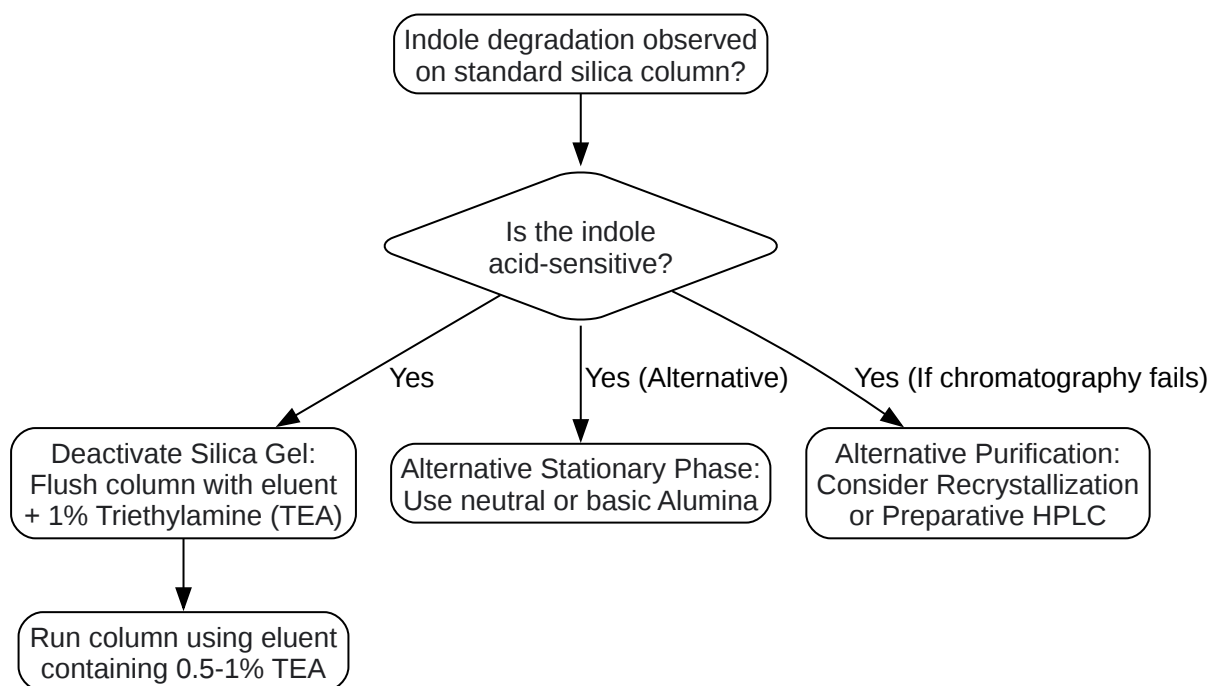 Indole degradation observed
on standard silica column?
Is the indole
acid-sensitive?
Yes
Yes (Alternative)
Yes (If chromatography fails)
Deactivate Silica Gel:
Flush column with eluent
+ 1% Triethylamine (TEA)
Alternative Stationary Phase:
Use neutral or basic Alumina
Alternative Purification:
Consider Recrystallization
or Preparative HPLC
Run column using eluent
containing 0.5-1% TEA